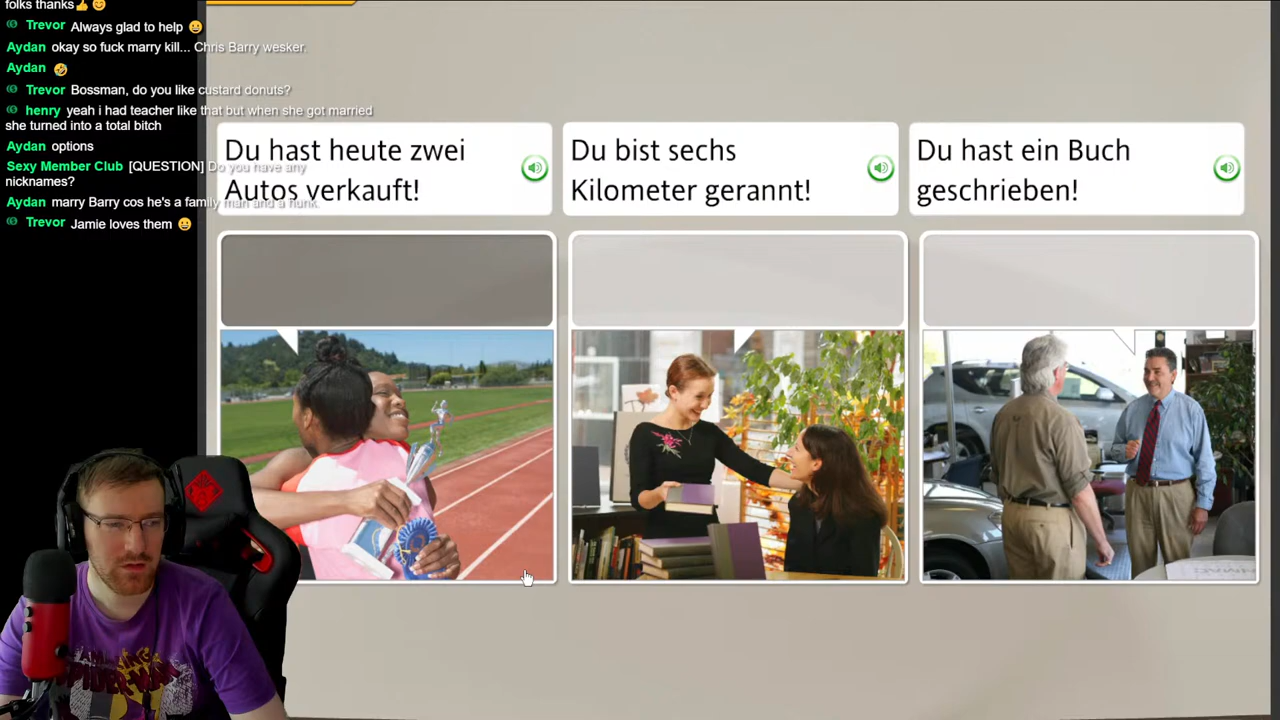 folks thanks👍😊
Trevor Always glad to help 😀
Aydan okay so fuck marry kill... Chris Barry wesker.
Aydan 🤣
Trevor Bossman, do you like custard donuts?
henry yeah i had teacher like that but when she got married
she turned into a total bitch
Aydan options
Sexy Member Club [QUESTION] Do you have any
nicknames?
Aydan marry Barry cos he's a family man and a hunk.
Trevor Jamie loves them 😀
Du hast heute zwei
Autos verkauft!
Du bist sechs
Kilometer gerannt!
Du hast ein Buch
geschrieben!